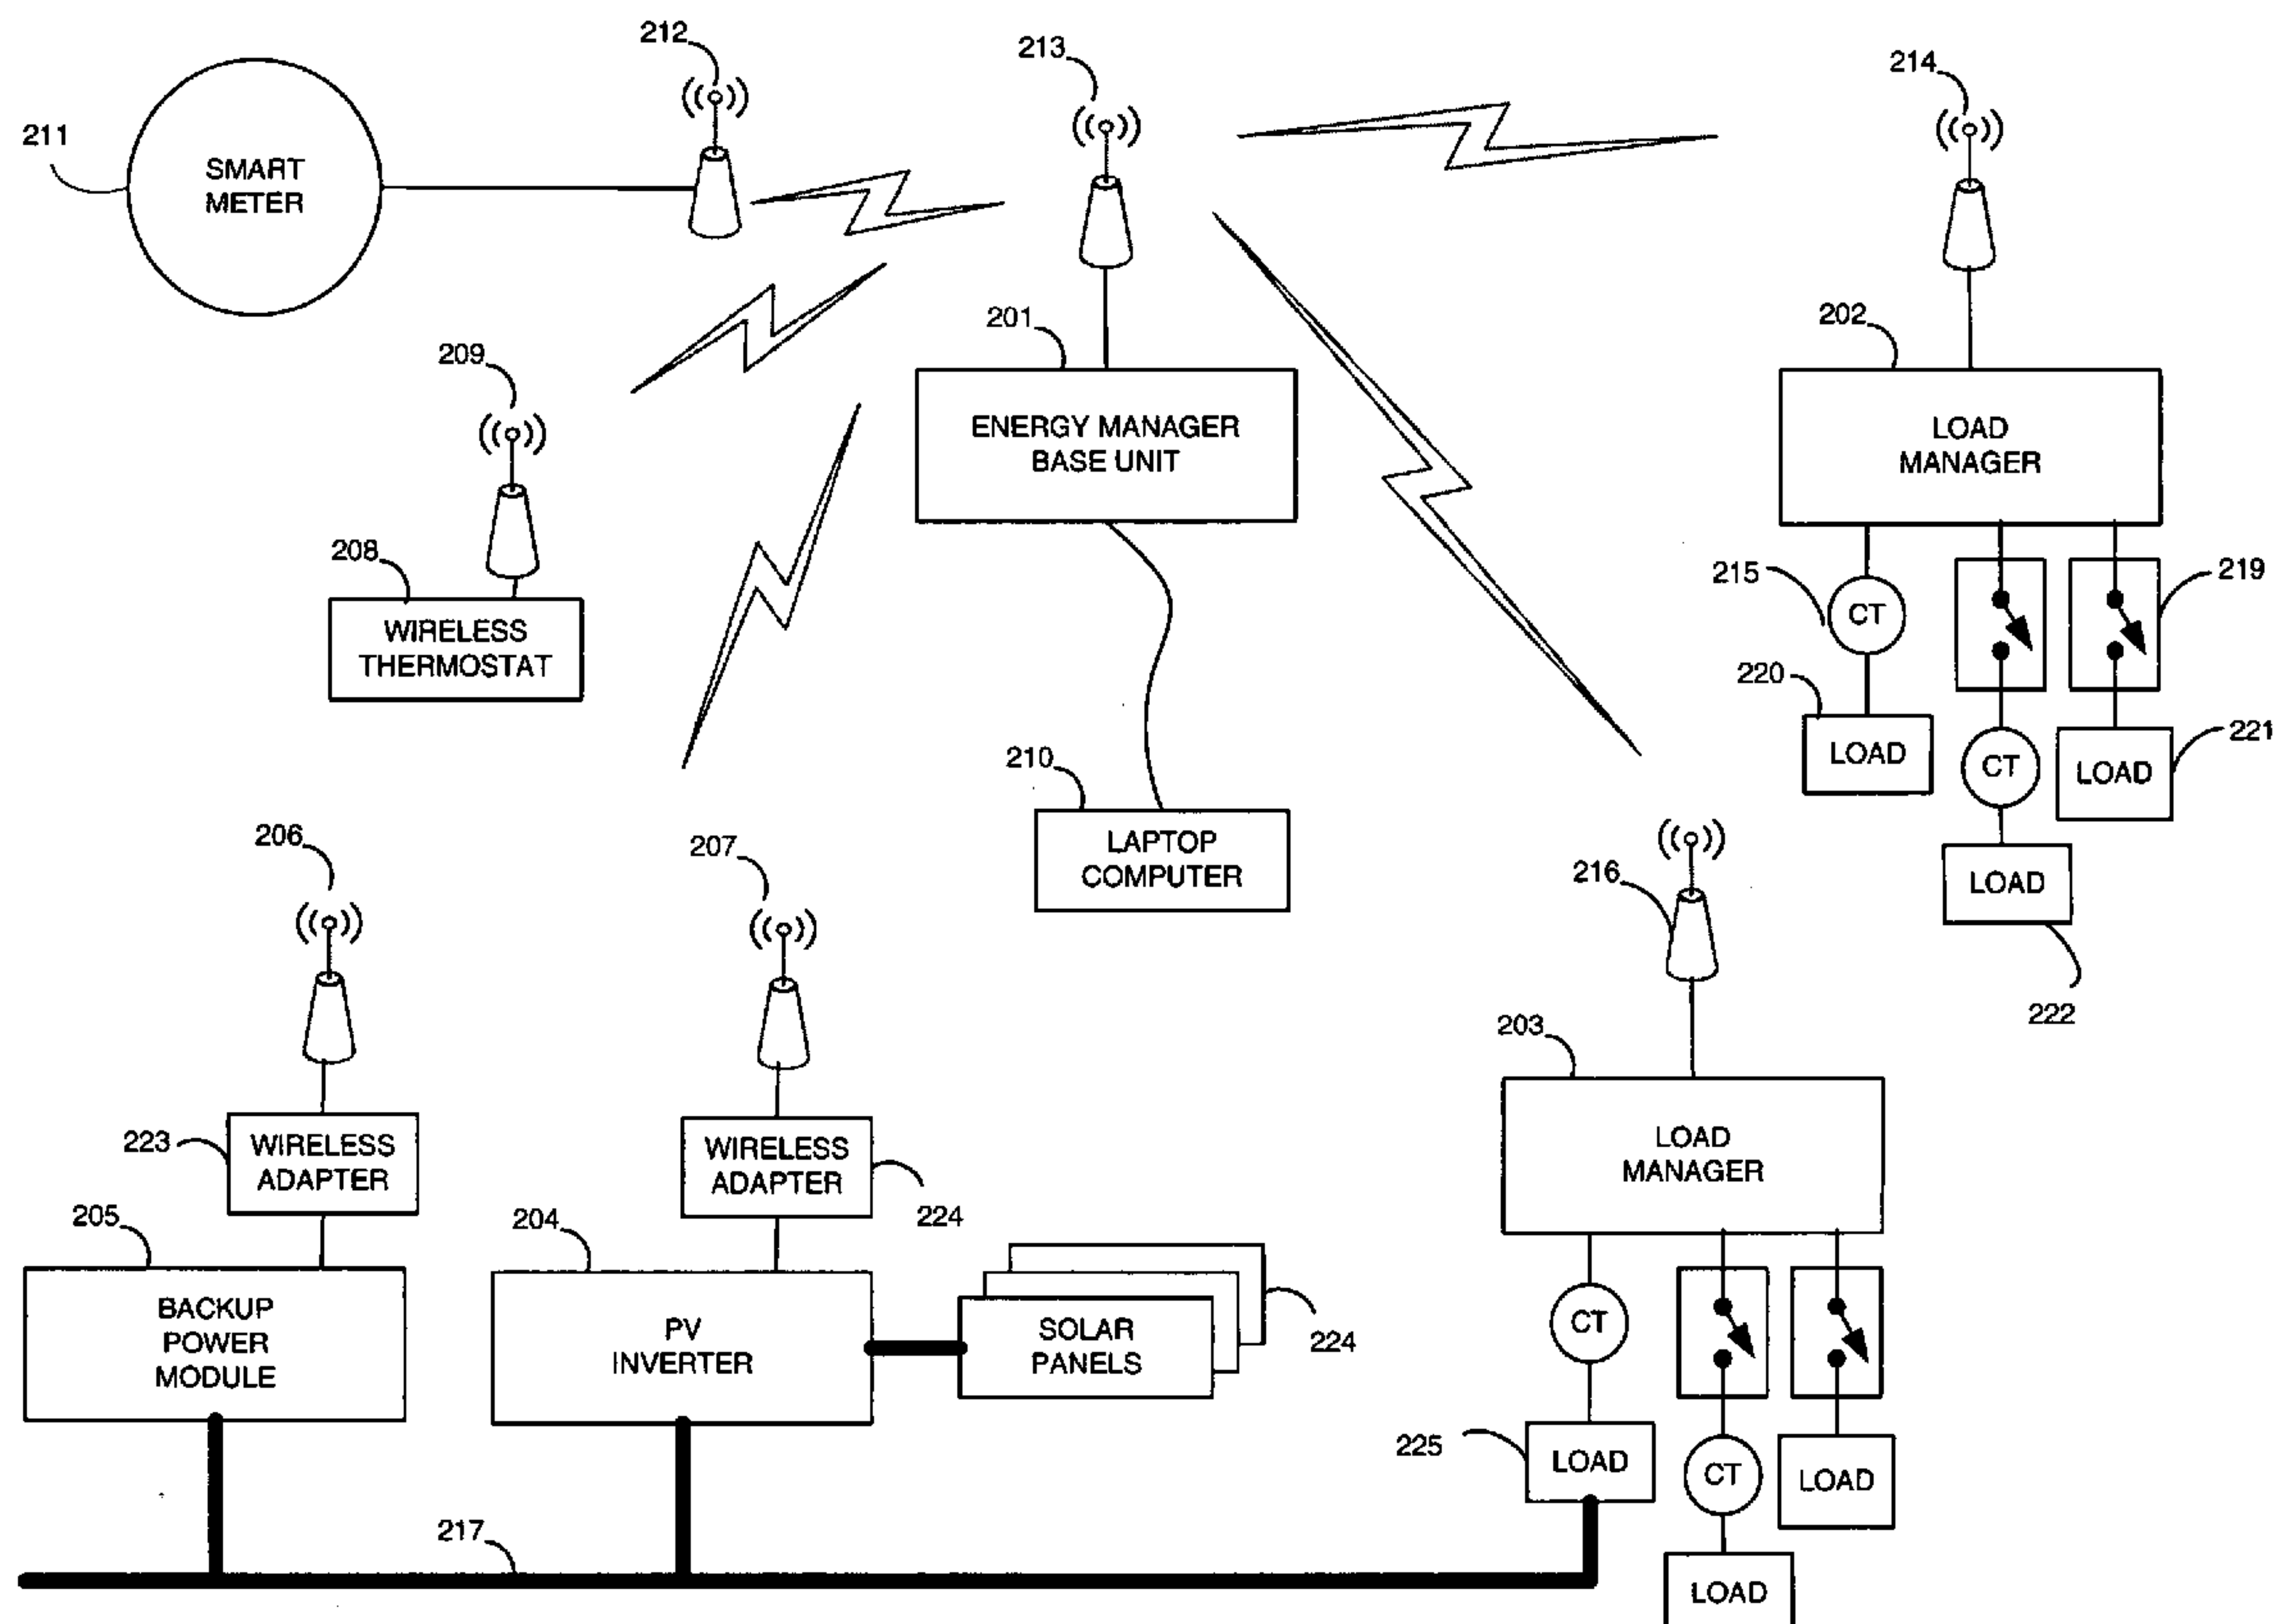 212
213
214
211
SMART
METER
201
202
209
ENERGY MANAGER
BASE UNIT
LOAD
MANAGER
208
WIRELESS
THERMOSTAT
215
CT
219
220
LOAD
CT
LOAD
221
210
LAPTOP
COMPUTER
LOAD
222
206
207
216
203
223
WIRELESS
ADAPTER
WIRELESS
ADAPTER
224
LOAD
MANAGER
205
204
BACKUP
POWER
MODULE
PV
INVERTER
SOLAR
PANELS
224
CT
225
LOAD
CT
LOAD
217
LOAD